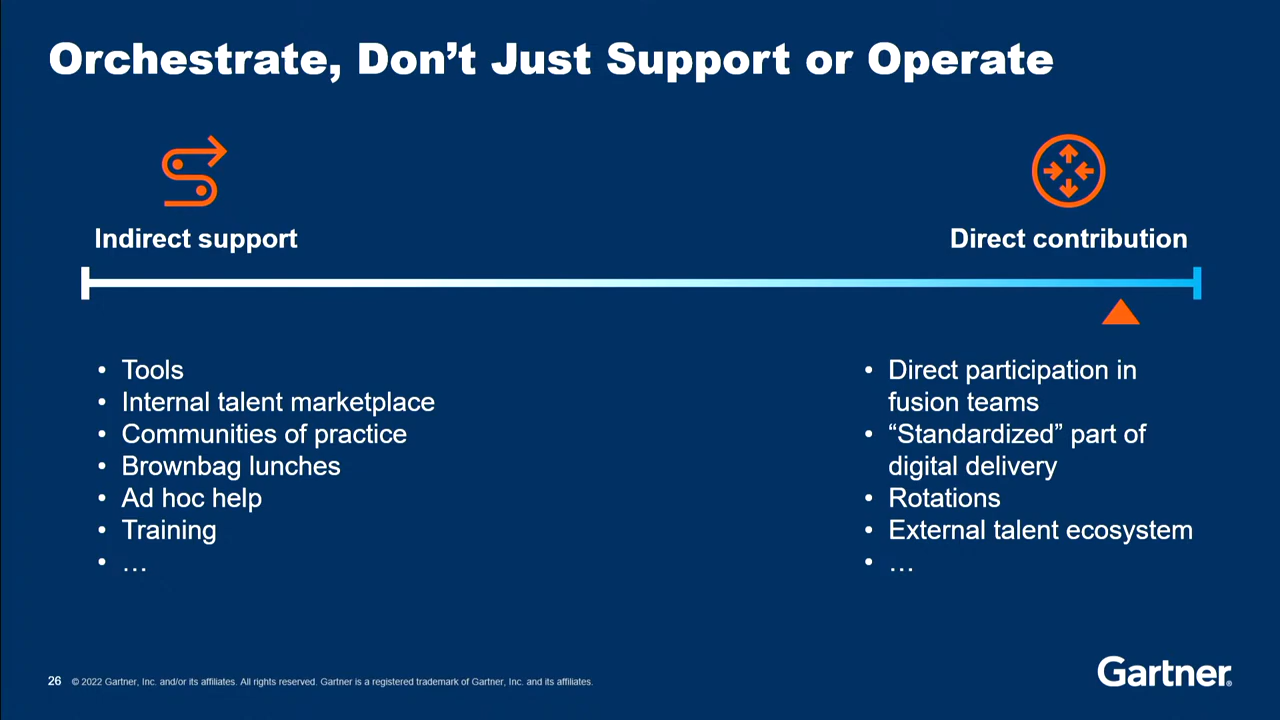 Orchestrate, Don’t Just Support or Operate
Indirect support
Direct contribution
• Tools
• Internal talent marketplace
• Communities of practice
• Brownbag lunches
• Ad hoc help
• Training
• …
• Direct participation in
fusion teams
• “Standardized” part of
digital delivery
• Rotations
• External talent ecosystem
• …
26 © 2022 Gartner, Inc. and/or its affiliates. All rights reserved. Gartner is a registered trademark of Gartner, Inc. and its affiliates.
Gartner®